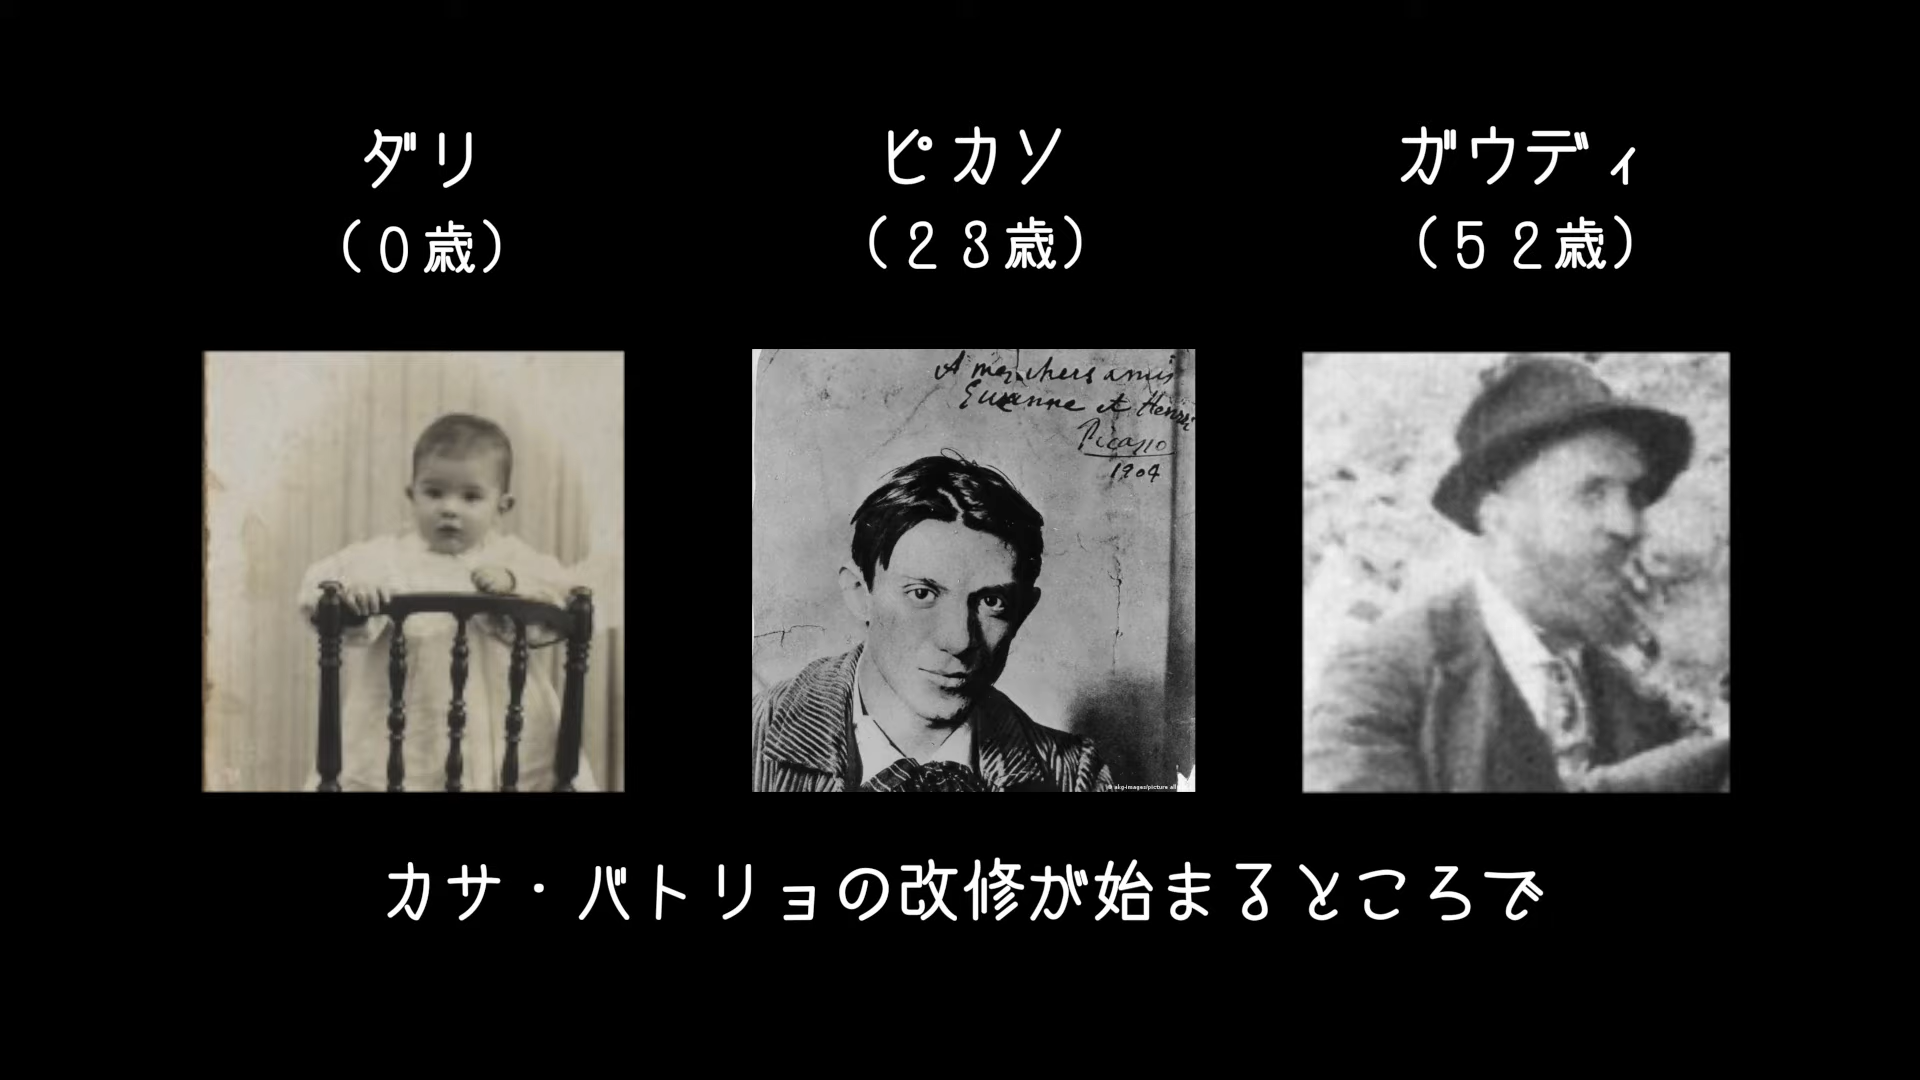 ダリ
(0歳)
ピカソ
(23歳)
ガウディ
(52歳)
A mes chers amis
Suzanne et Henri
Picasso
1904
カサ・バトリョの改修が始まるところで